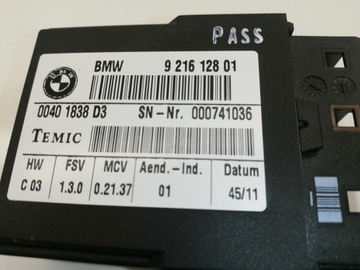 PASS
BMW 9 216 128 01
0040 1838 D3 SN-Nr. 000741036
TEMIC
HW FSV MCV Aend.-Ind. Datum
C 03 1.3.0 0.21.37 01 45/11